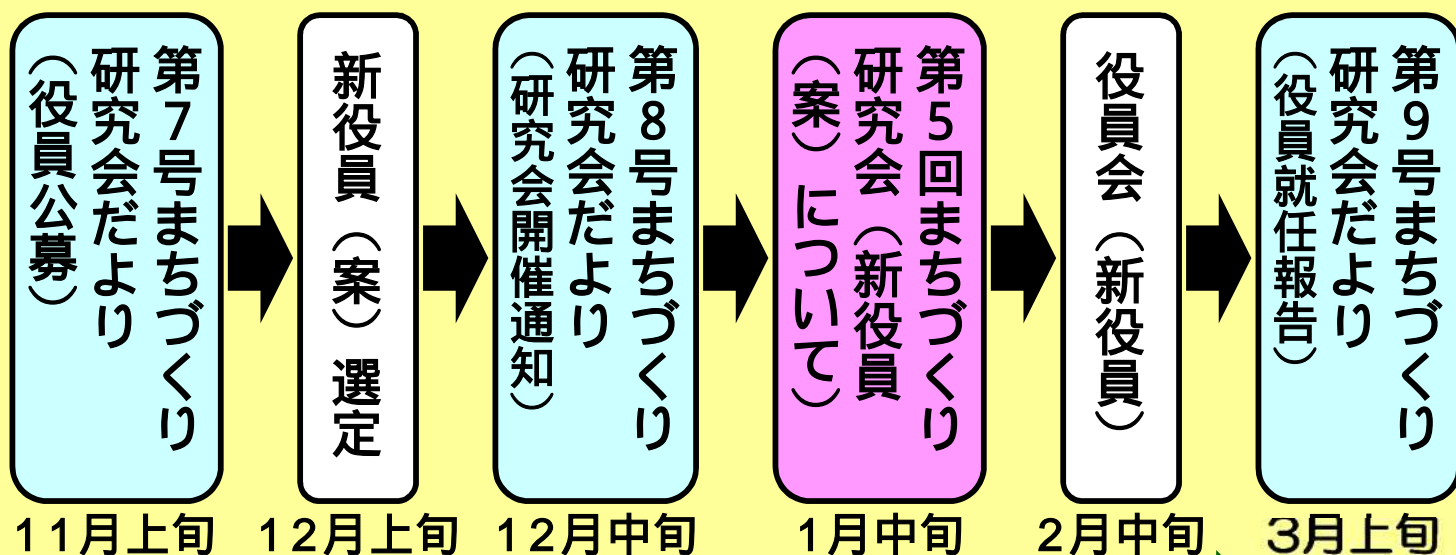 第7号まちづくり
研究会だより
（役員公募）
11月上旬
新役員（案）選定
12月上旬
第8号まちづくり
研究会だより
（研究会開催通知）
12月中旬
第5回まちづくり
研究会（新役員
（案）について）
1月中旬
役員会（新役員）
2月中旬
第9号まちづくり
研究会だより
（役員就任報告）
3月上旬